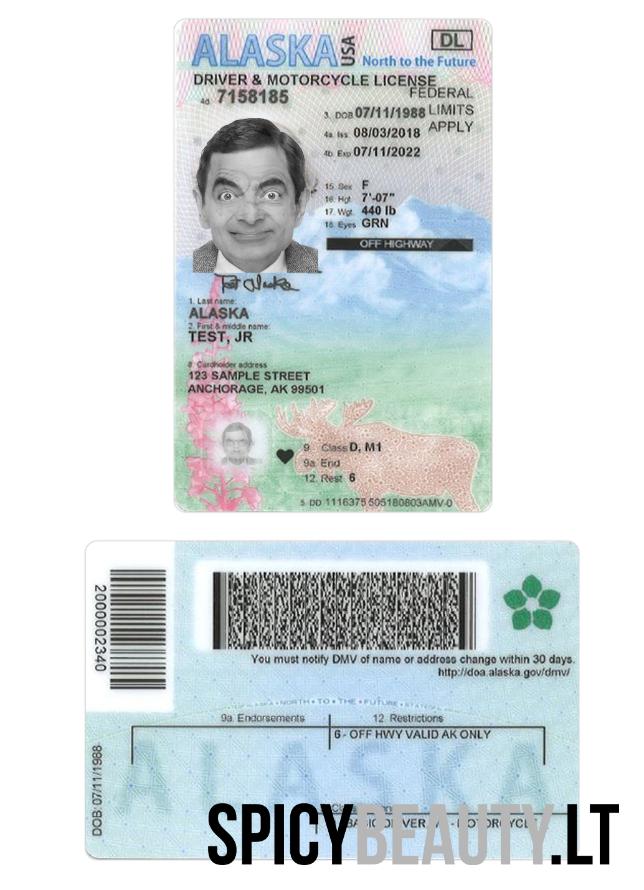 ALASKA USA DL
North to the Future
DRIVER & MOTORCYCLE LICENSE
FEDERAL
LIMITS
APPLY
4d 7158185
3. DOB 07/11/1988
4a. Iss 08/03/2018
4b. Exp 07/11/2022
15. Sex F
16. Hgt 7'-07"
17. Wgt 440 lb
18. Eyes GRN
OFF HIGHWAY
Test Alaska
1. Last name:
ALASKA
2. First & middle name:
TEST, JR
8. Cardholder address
123 SAMPLE STREET
ANCHORAGE, AK 99501
9. Class D, M1
9a. End
12. Rest 6
5. DD 1116375 505180803AMV-0
2000002340
You must notify DMV of name or address change within 30 days.
http://doa.alaska.gov/dmv/
NORTH • TO • THE • FUTURE
9a. Endorsements 12. Restrictions
6- OFF HWY VALID AK ONLY
ALASKA
DOB: 07/11/1988
MOTORCYCLE
SPICYBEAUTY.LT